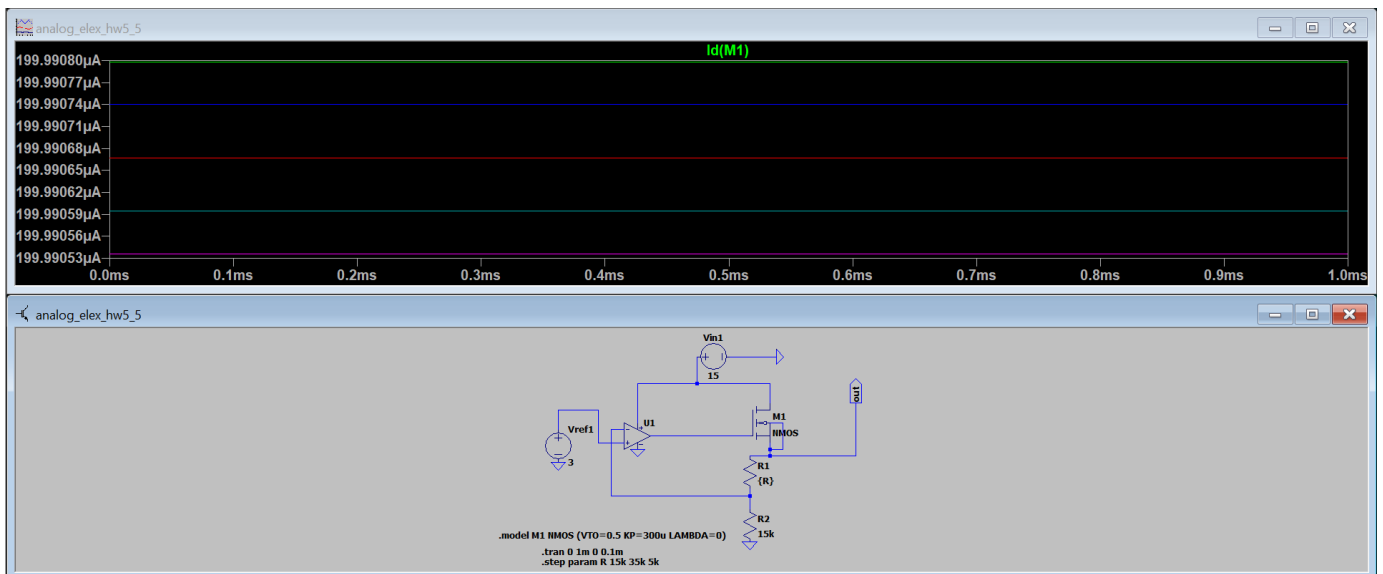 analog_elex_hw5_5
Id(M1)
199.99080µA
199.99077µA
199.99074µA
199.99071µA
199.99068µA
199.99065µA
199.99062µA
199.99059µA
199.99056µA
199.99053µA
0.0ms 0.1ms 0.2ms 0.3ms 0.4ms 0.5ms 0.6ms 0.7ms 0.8ms 0.9ms 1.0ms
analog_elex_hw5_5
Vin1
15
out
M1
NMOS
U1
Vref1
3
R1
{R}
R2
15k
.model M1 NMOS (VTO=0.5 KP=300u LAMBDA=0)
.tran 0 1m 0 0.1m
.step param R 15k 35k 5k